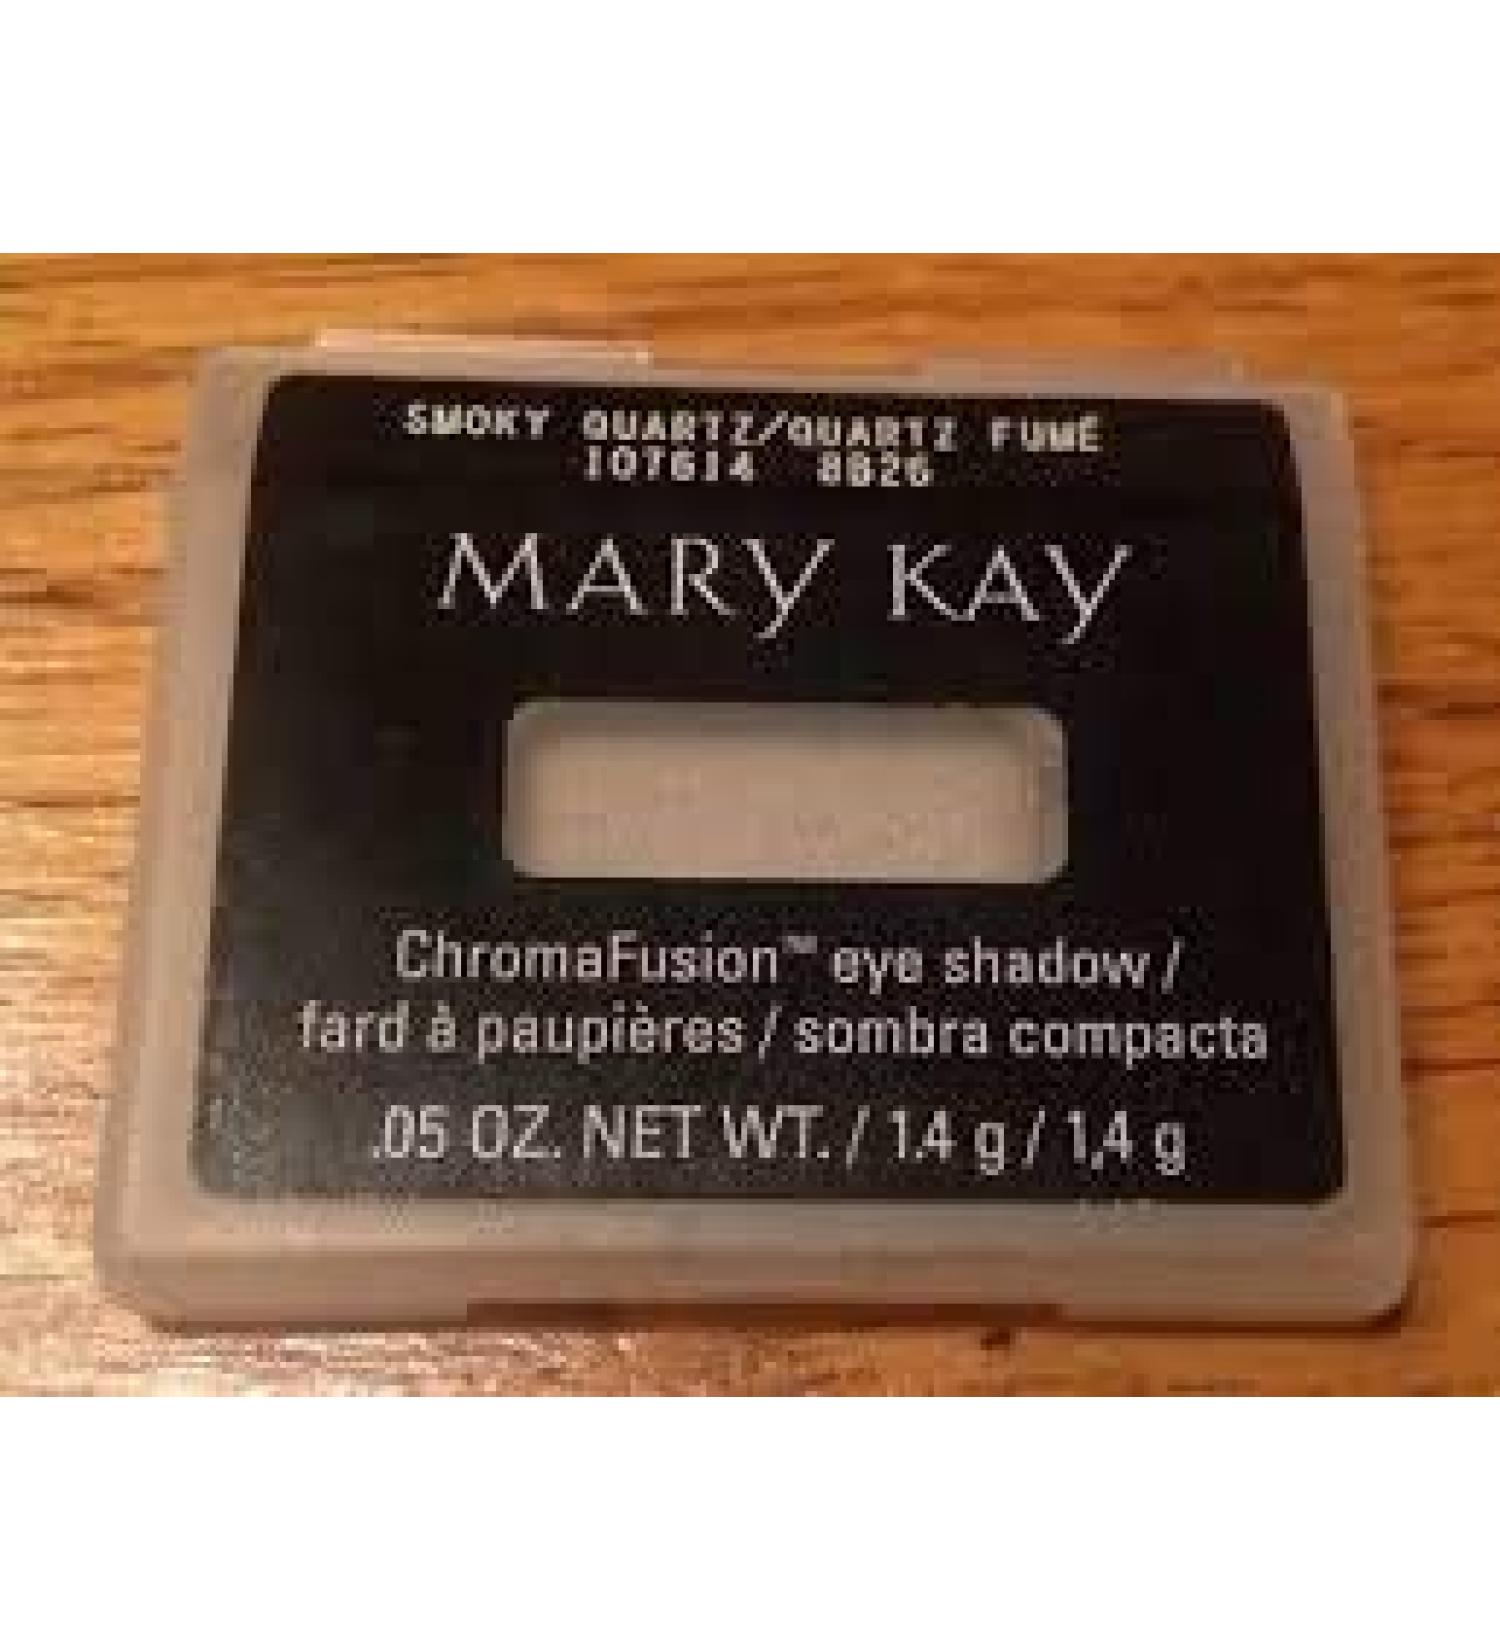 SMOKY QUARTZ/QUARTZ FUMÉ
107614 8B26
MARY KAY
ChromaFusion™ eye shadow /
fard à paupières / sombra compacta
.05 OZ. NET WT. / 1.4 g / 1,4 g